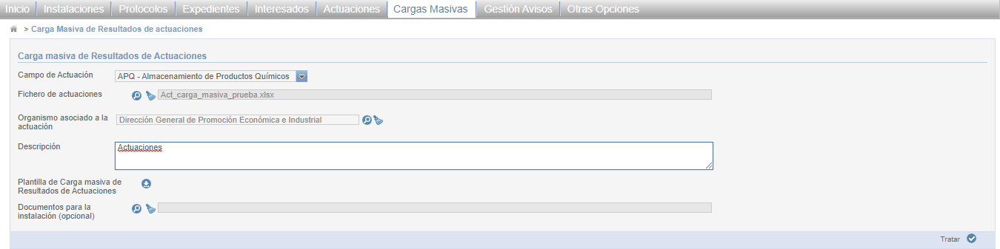 Inicio Instalaciones Protocolos Expedientes Interesados Actuaciones Cargas Masivas Gestión Avisos Otras Opciones
> Carga Masiva de Resultados de actuaciones
Carga masiva de Resultados de Actuaciones
Campo de Actuación APQ - Almacenamiento de Productos Químicos
Fichero de actuaciones Act_carga_masiva_prueba.xlsx
Organismo asociado a la
actuación
Dirección General de Promoción Económica e Industrial
Descripción Actuaciones
Plantilla de Carga masiva de
Resultados de Actuaciones
Documentos para la
instalación (opcional)
Tratar